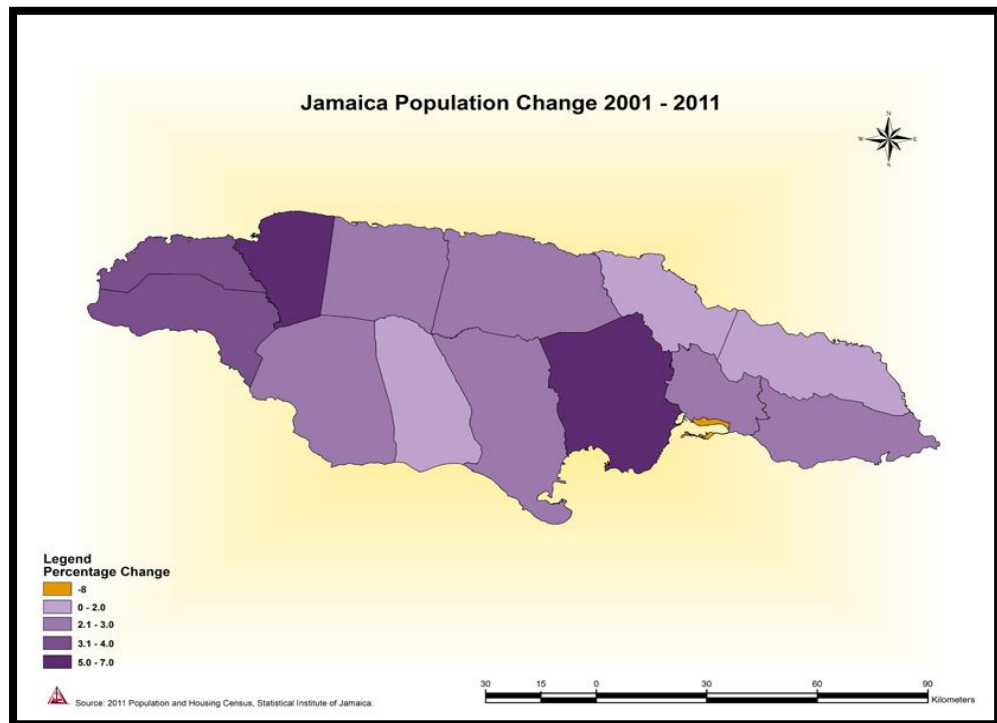 Jamaica Population Change 2001 - 2011
N
W E
S
Legend
Percentage Change
-8
0 - 2.0
2.1 - 3.0
3.1 - 4.0
5.0 - 7.0
30 15 0 30 60 90
Kilometers
Source: 2011 Population and Housing Census, Statistical Institute of Jamaica.